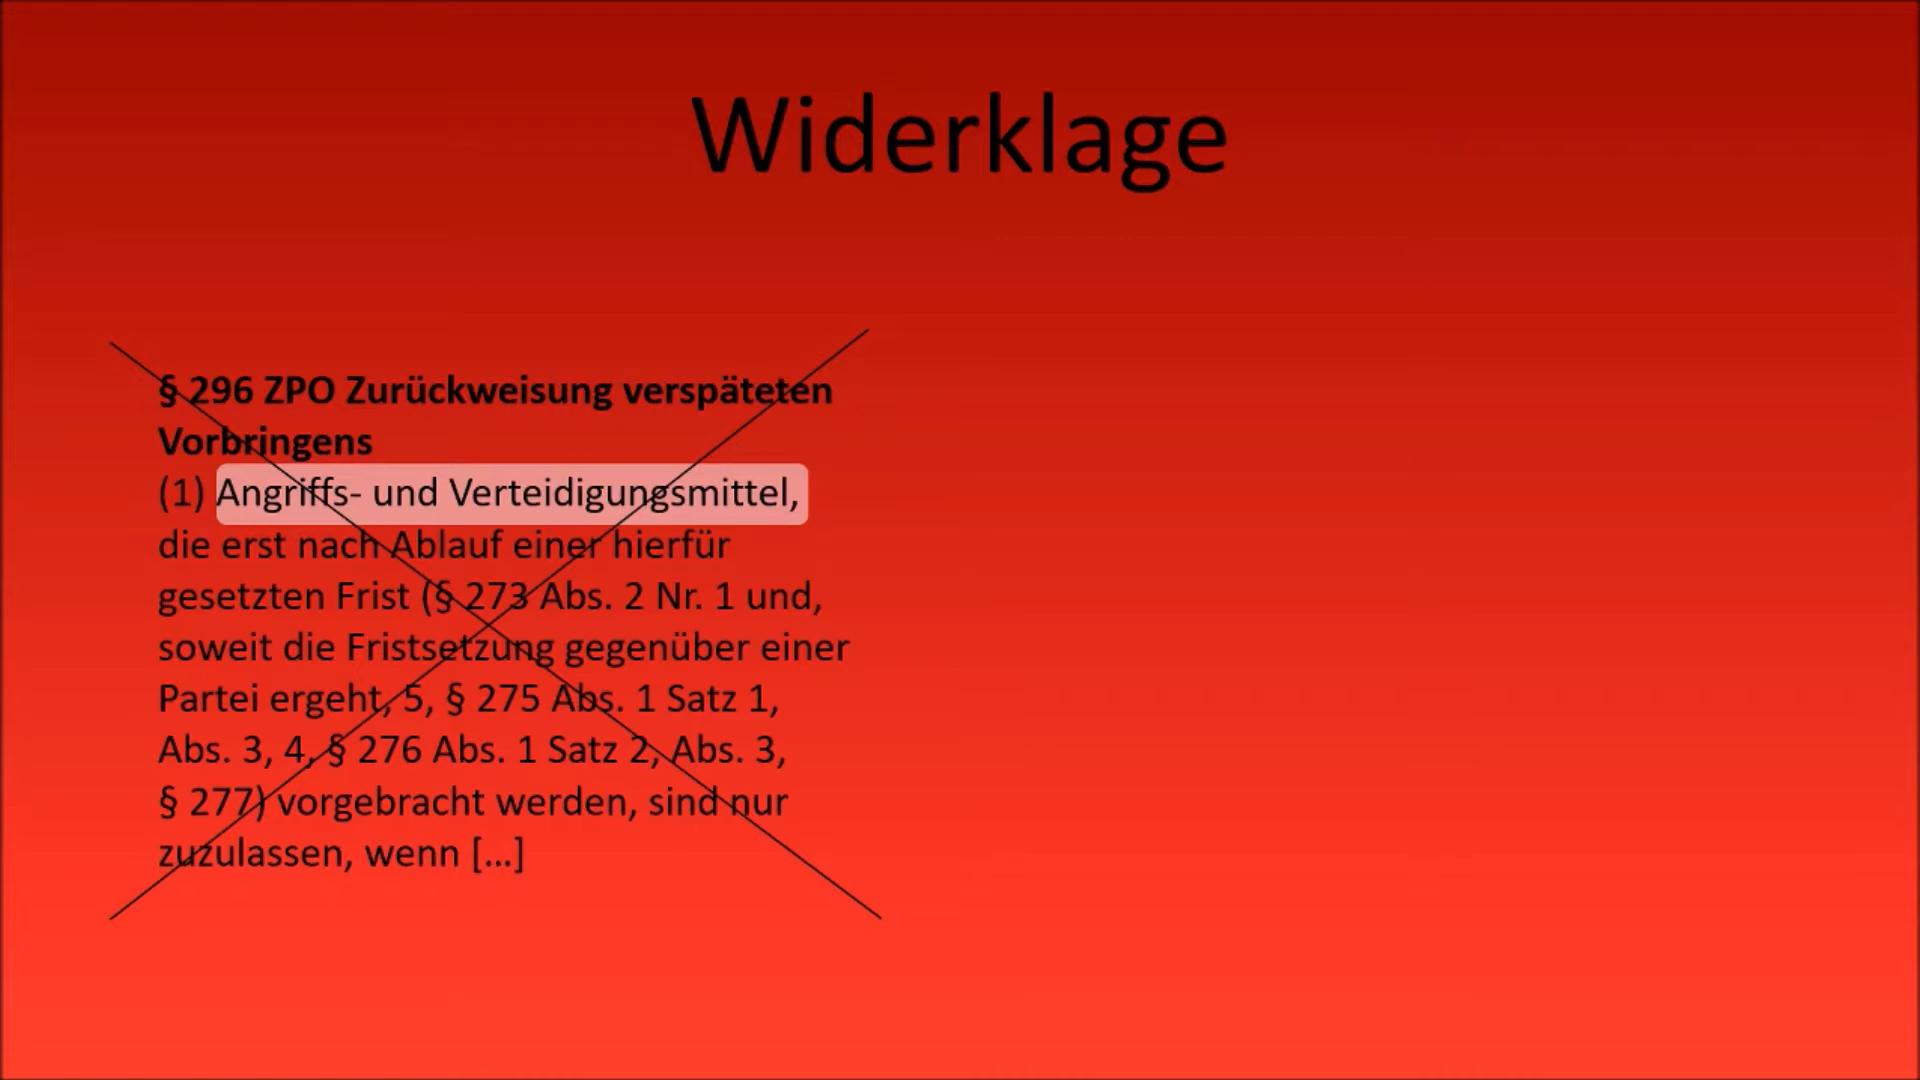 Widerklage
§ 296 ZPO Zurückweisung verspäteten
Vorbringens
(1) Angriffs- und Verteidigungsmittel,
die erst nach Ablauf einer hierfür
gesetzten Frist (§ 273 Abs. 2 Nr. 1 und,
soweit die Fristsetzung gegenüber einer
Partei ergeht, 5, § 275 Abs. 1 Satz 1,
Abs. 3, 4, § 276 Abs. 1 Satz 2, Abs. 3,
§ 277) vorgebracht werden, sind nur
zuzulassen, wenn [...]